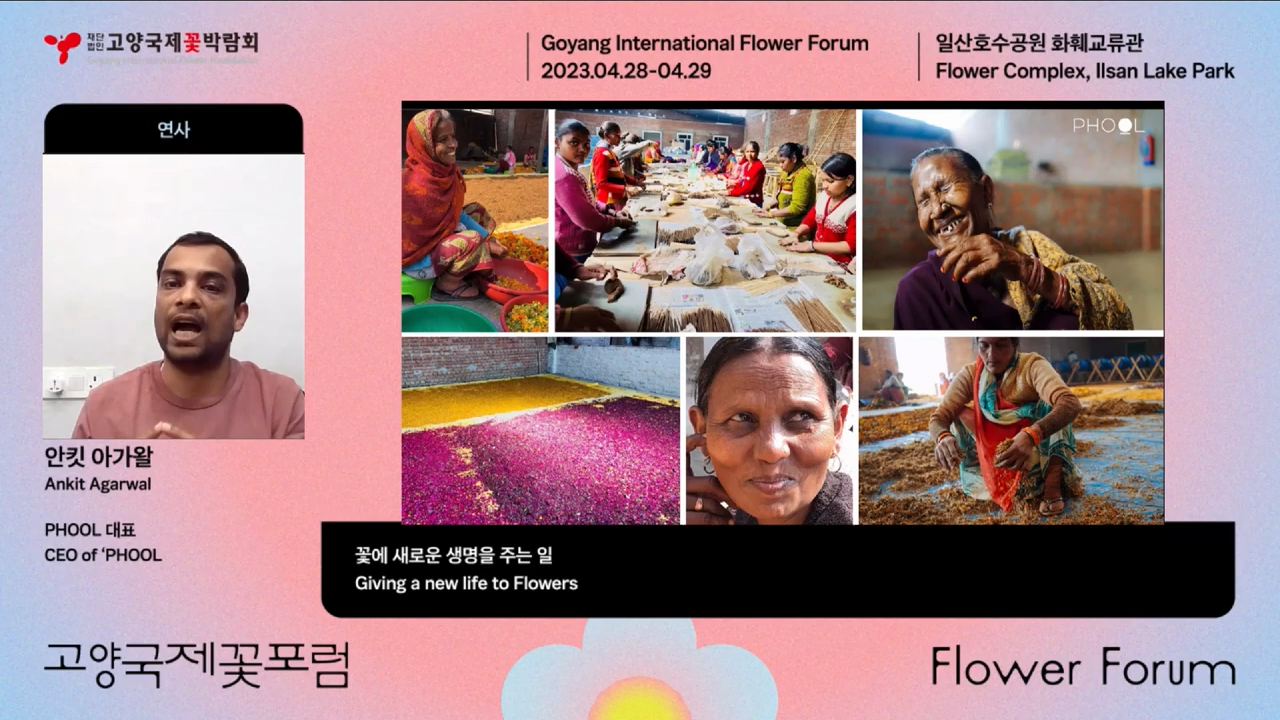 재단
법인 고양국제꽃박람회
Goyang International Flower Foundation
Goyang International Flower Forum
2023.04.28-04.29
일산호수공원 화훼교류관
Flower Complex, Ilsan Lake Park
연사
PHOOL
안킷 아가왈
Ankit Agarwal
PHOOL 대표
CEO of ‘PHOOL
꽃에 새로운 생명을 주는 일
Giving a new life to Flowers
고양국제꽃포럼
Flower Forum